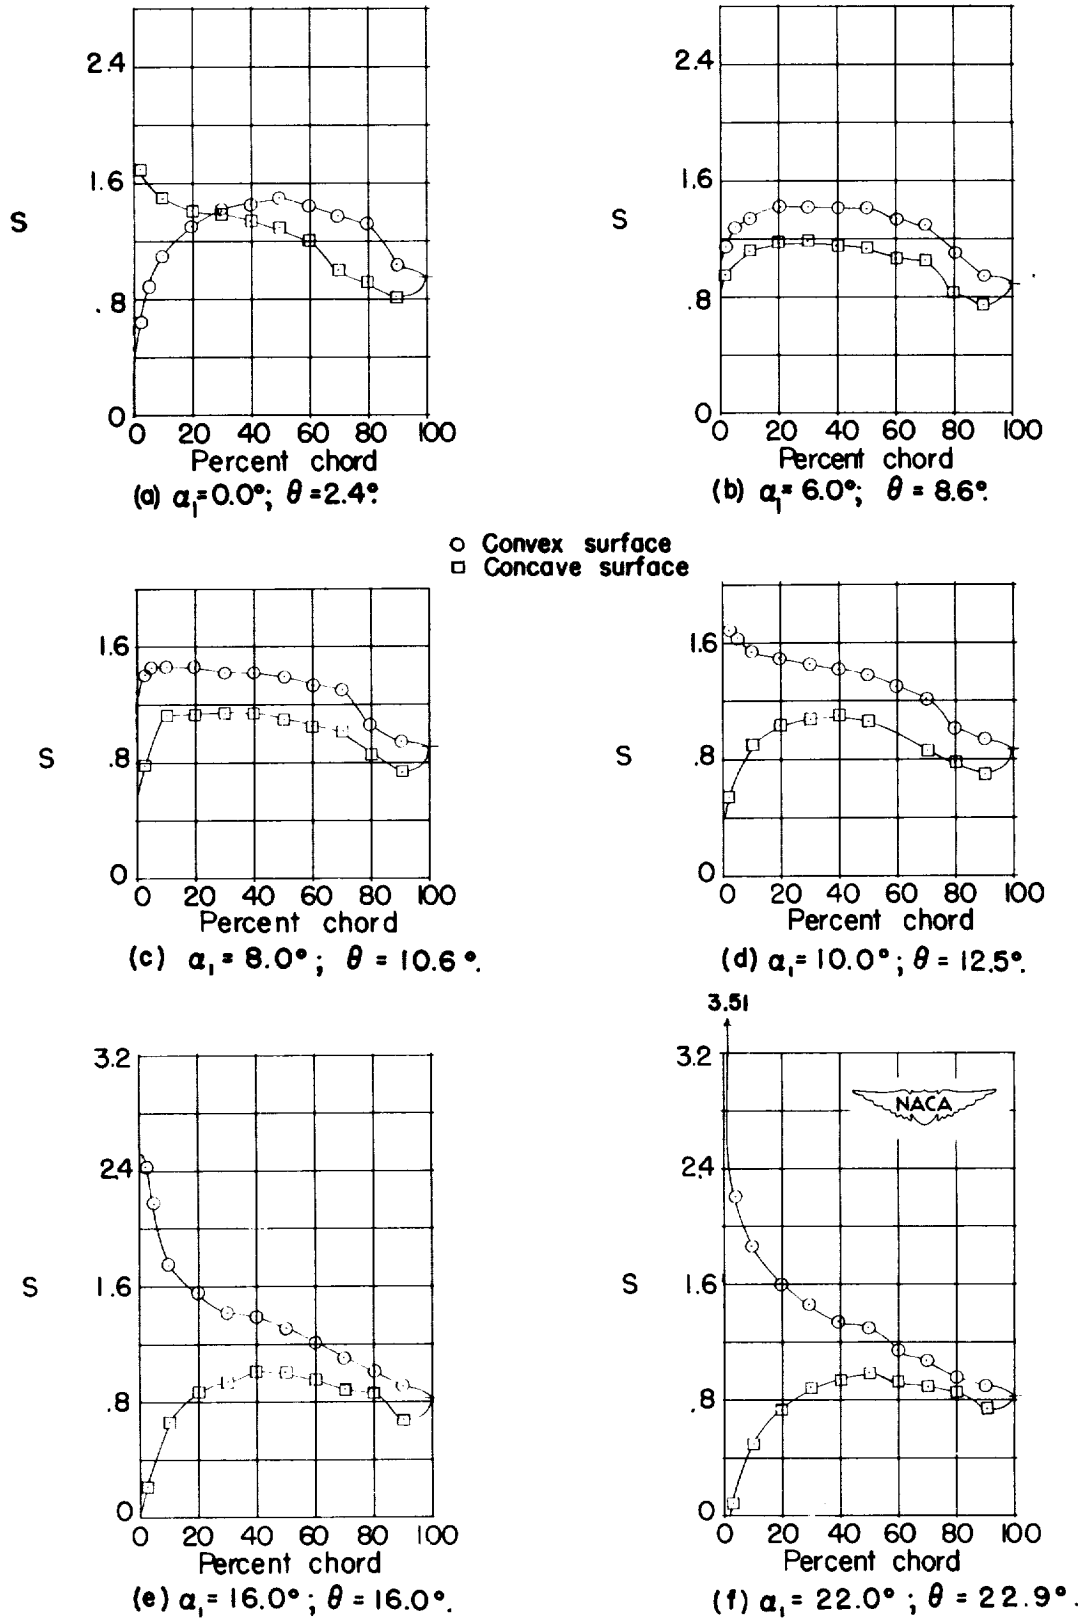 2.4
1.6
S
.8
0
0 20 40 60 80 100
Percent chord
(a) α₁=0.0°; θ=2.4°.
2.4
1.6
S
.8
0
0 20 40 60 80 100
Percent chord
(b) α₁= 6.0°; θ = 8.6°.
Convex surface
Concave surface
1.6
S
.8
0
0 20 40 60 80 100
Percent chord
(c) α₁ = 8.0°; θ = 10.6°.
1.6
S
.8
0
0 20 40 60 80 100
Percent chord
(d) α₁= 10.0°; θ = 12.5°.
3.2
2.4
S
1.6
.8
0
0 20 40 60 80 100
Percent chord
(e) α₁= 16.0°; θ = 16.0°.
3.51
3.2
NACA
2.4
S
1.6
.8
0
0 20 40 60 80 100
Percent chord
(f) α₁= 22.0°; θ = 22.9°.